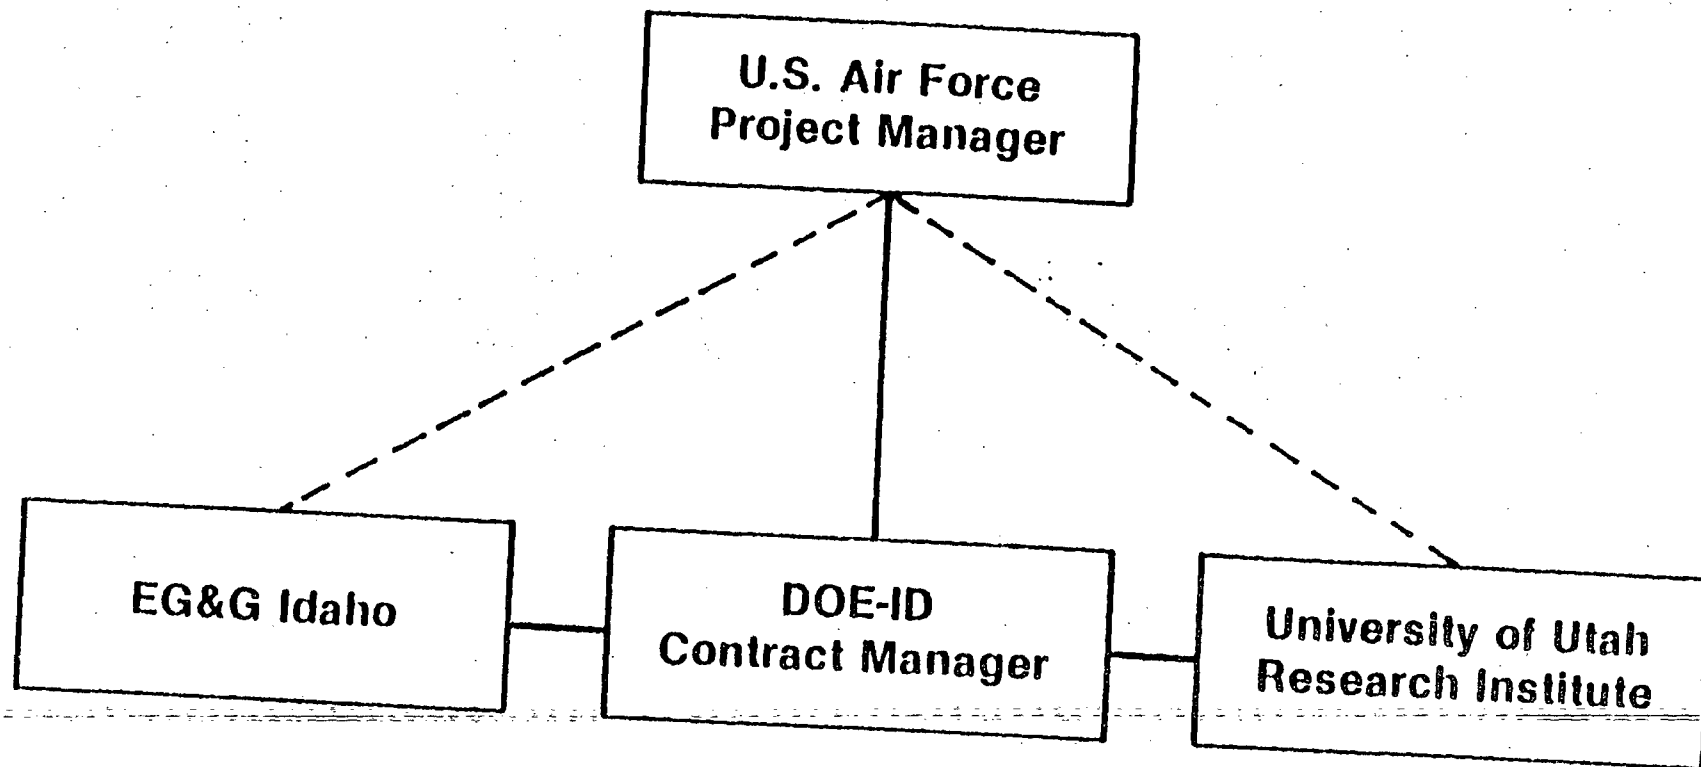 U.S. Air Force
Project Manager
EG&G Idaho
DOE-ID
Contract Manager
University of Utah
Research Institute